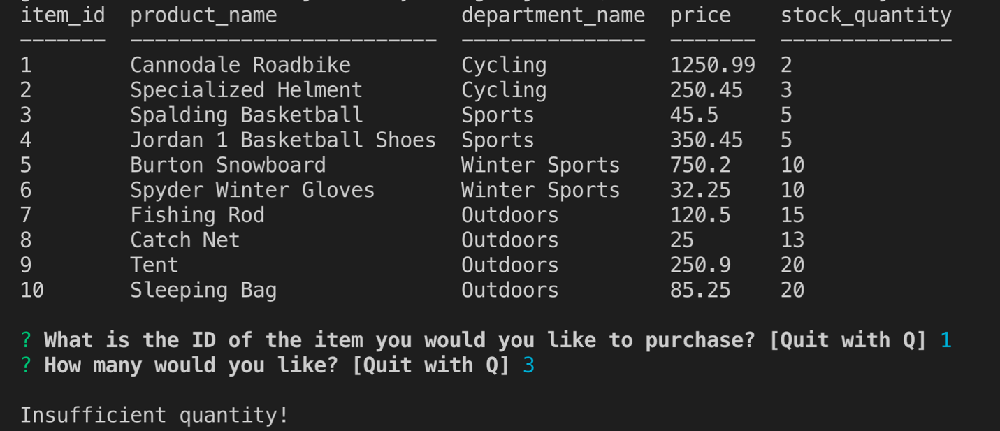 item_id  product_name               department_name  price    stock_quantity
-------  -------------------------  ---------------  -------  --------------
1        Cannodale Roadbike         Cycling          1250.99  2
2        Specialized Helment        Cycling          250.45   3
3        Spalding Basketball        Sports           45.5     5
4        Jordan 1 Basketball Shoes  Sports           350.45   5
5        Burton Snowboard           Winter Sports    750.2    10
6        Spyder Winter Gloves       Winter Sports    32.25    10
7        Fishing Rod                Outdoors         120.5    15
8        Catch Net                  Outdoors         25       13
9        Tent                       Outdoors         250.9    20
10       Sleeping Bag               Outdoors         85.25    20
? What is the ID of the item you would you like to purchase? [Quit with Q] 1
? How many would you like? [Quit with Q] 3
Insufficient quantity!